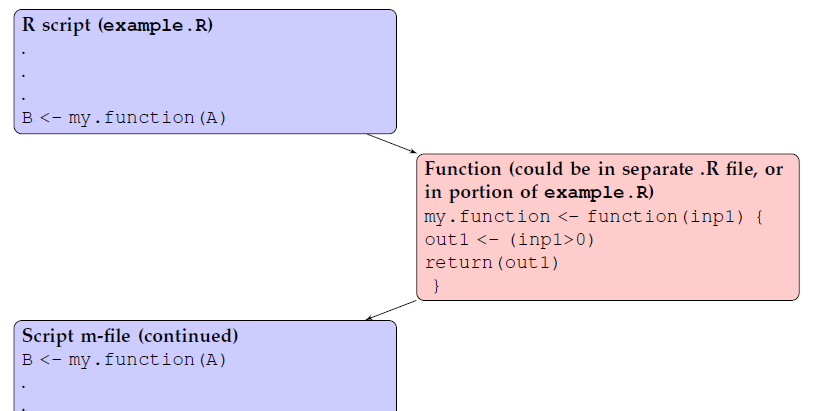 R script (example.R)
.
.
.
B <- my.function(A)
Function (could be in separate .R file, or
in portion of example.R)
my.function <- function(inp1) {
out1 <- (inp1>0)
return(out1)
}
Script m-file (continued)
B <- my.function(A)
.
.